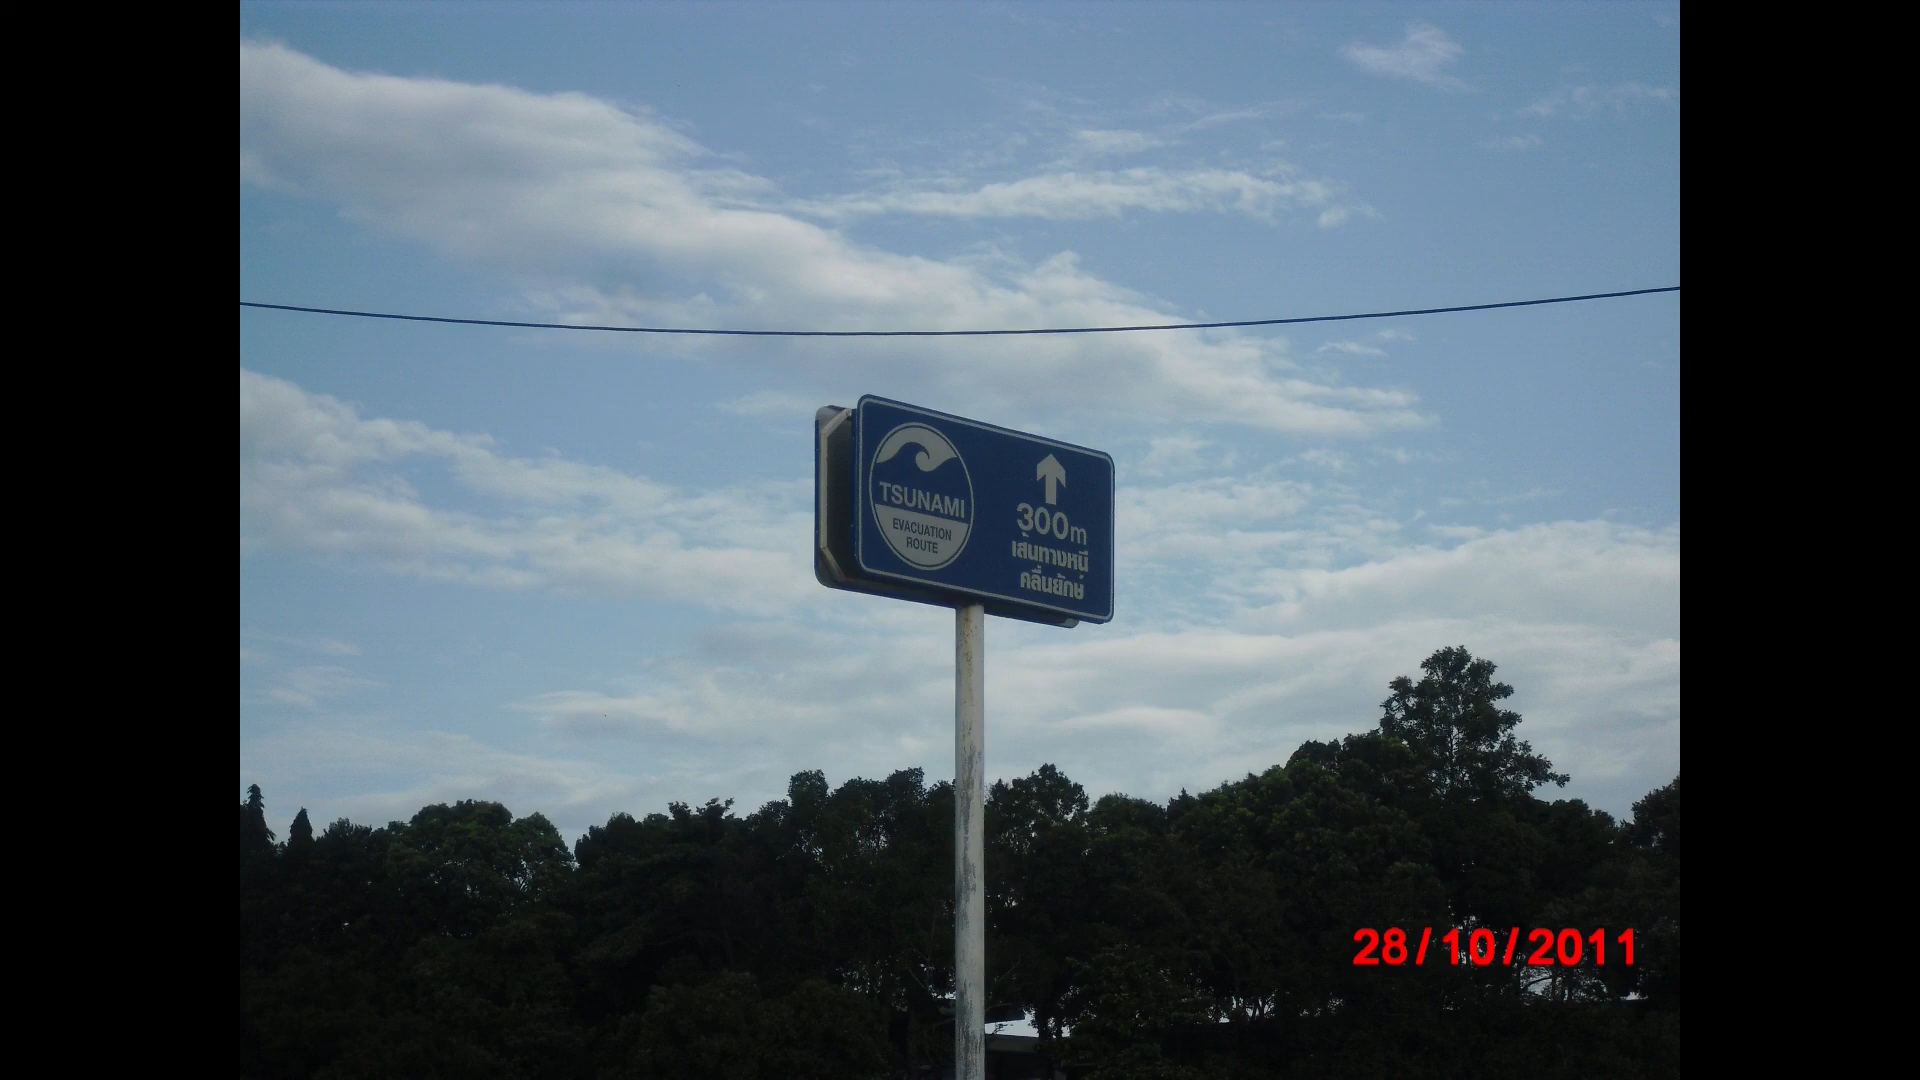 TSUNAMI
EVACUATION
ROUTE
300m
เส้นทางหนี
คลื่นยักษ์
28/10/2011